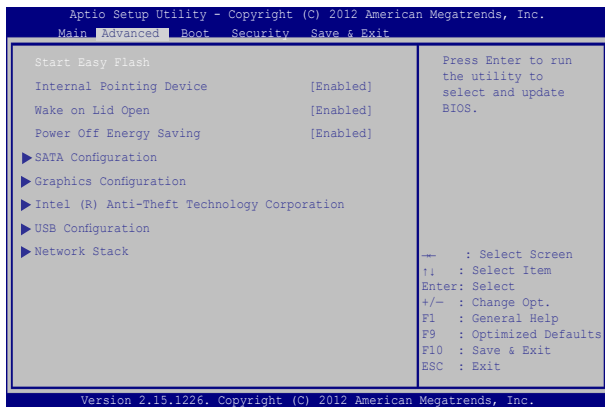 Aptio Setup Utility - Copyright (C) 2012 American Megatrends, Inc.
Main Advanced Boot Security Save & Exit
Start Easy Flash
Internal Pointing Device [Enabled]
Wake on Lid Open [Enabled]
Power Off Energy Saving [Enabled]
SATA Configuration
Graphics Configuration
Intel (R) Anti-Theft Technology Corporation
USB Configuration
Network Stack
Press Enter to run
the utility to
select and update
BIOS.
→← : Select Screen
↑↓ : Select Item
Enter: Select
+/— : Change Opt.
F1 : General Help
F9 : Optimized Defaults
F10 : Save & Exit
ESC : Exit
Version 2.15.1226. Copyright (C) 2012 American Megatrends, Inc.